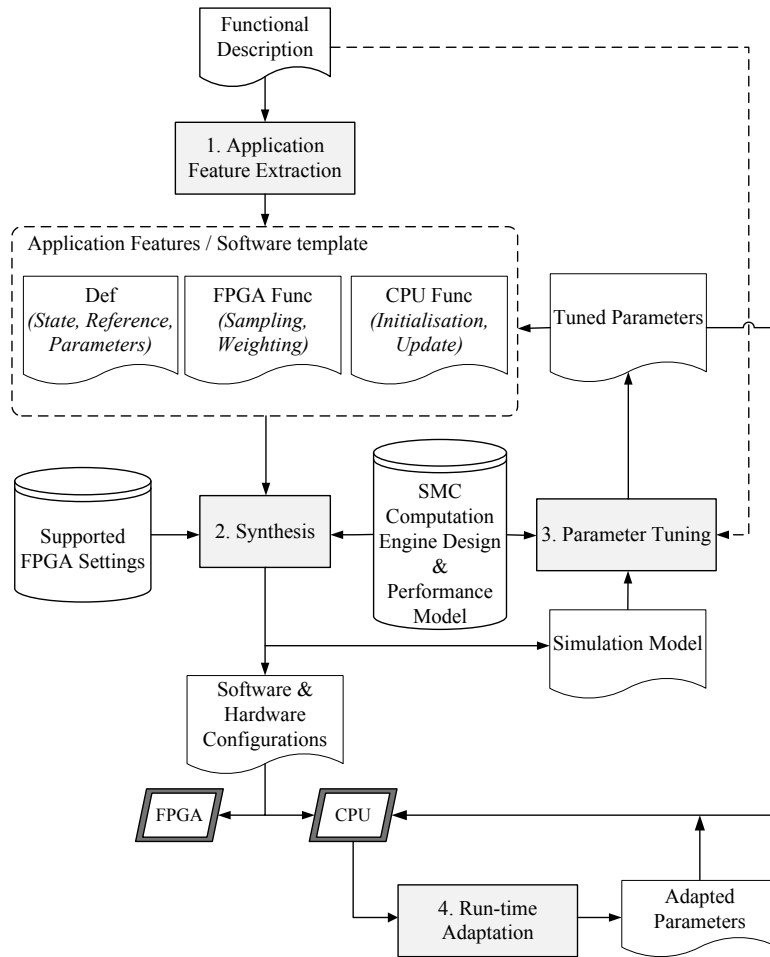 Functional
Description
1. Application
Feature Extraction
Application Features / Software template
Def
(State, Reference,
Parameters)
FPGA Func
(Sampling,
Weighting)
CPU Func
(Initialisation,
Update)
Tuned Parameters
Supported
FPGA Settings
2. Synthesis
SMC
Computation
Engine Design
&
Performance
Model
3. Parameter Tuning
Simulation Model
Software &
Hardware
Configurations
FPGA
CPU
4. Run-time
Adaptation
Adapted
Parameters